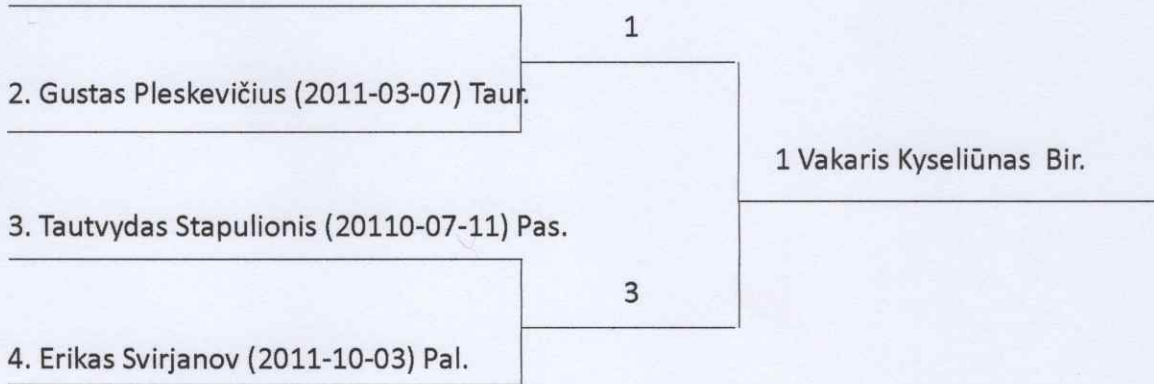 1
2. Gustas Pleskevičius (2011-03-07) Taur.
1 Vakaris Kyseliūnas Bir.
3. Tautvydas Stapulionis (20110-07-11) Pas.
3
4. Erikas Svirjanov (2011-10-03) Pal.